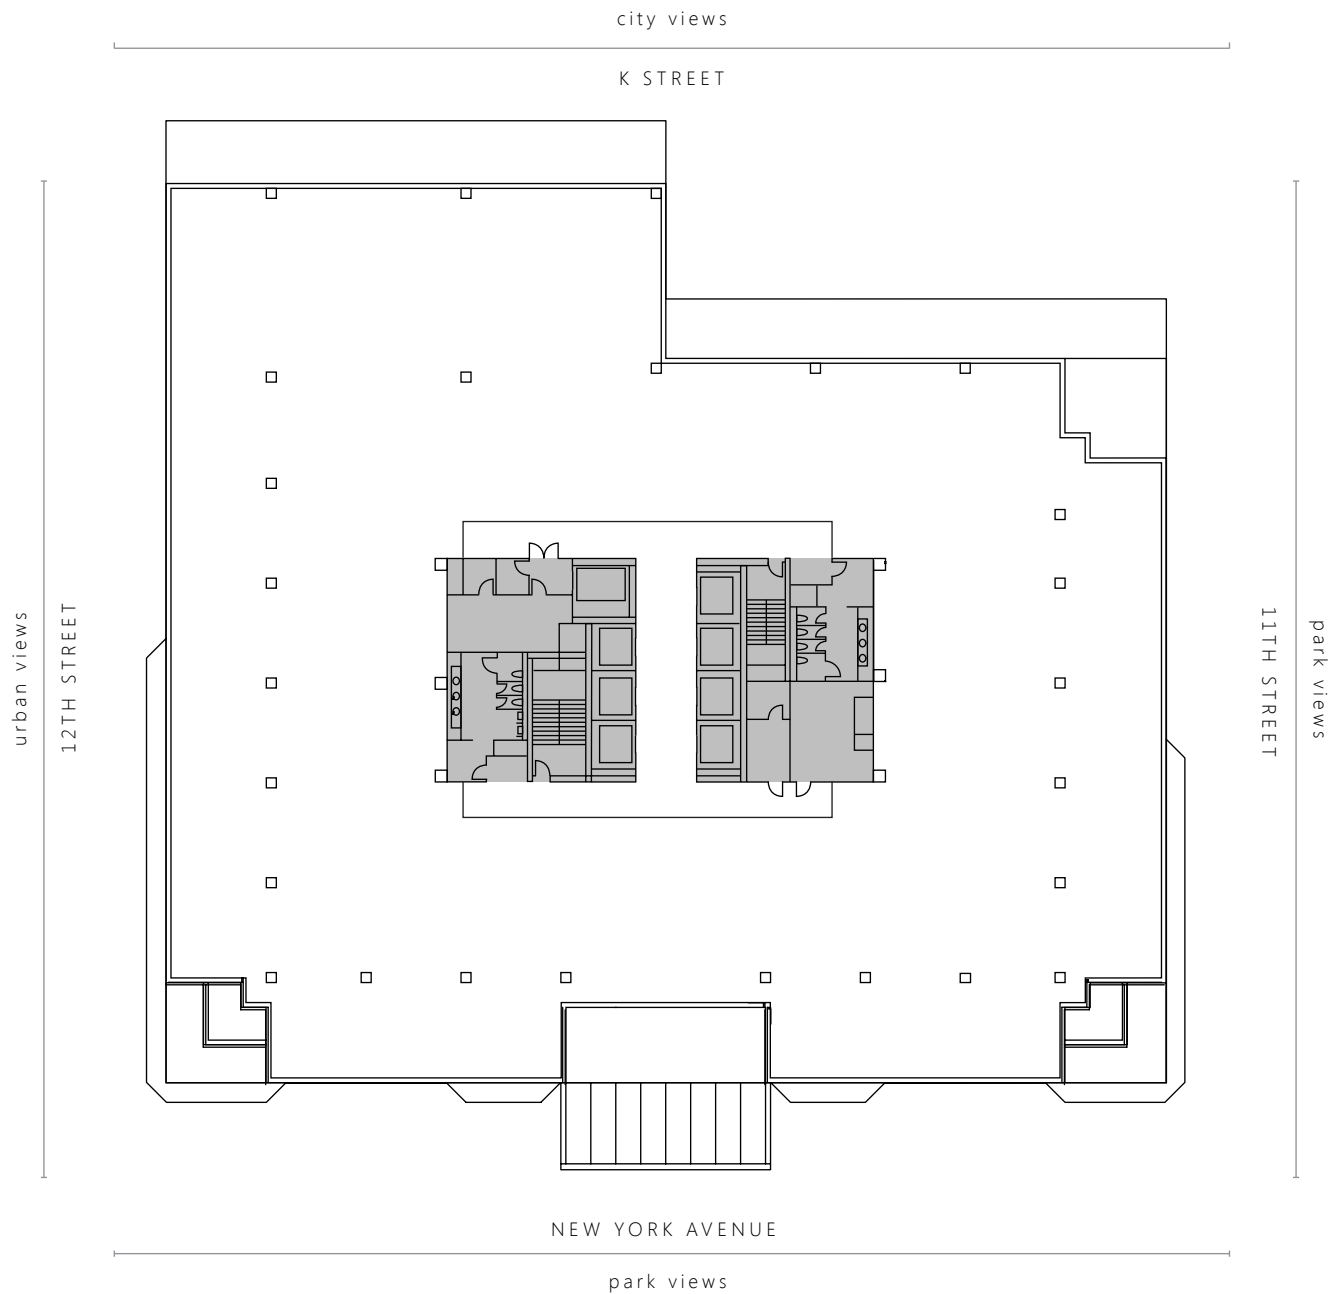 city views
K STREET
urban views
12TH STREET
11TH STREET
park views
NEW YORK AVENUE
park views